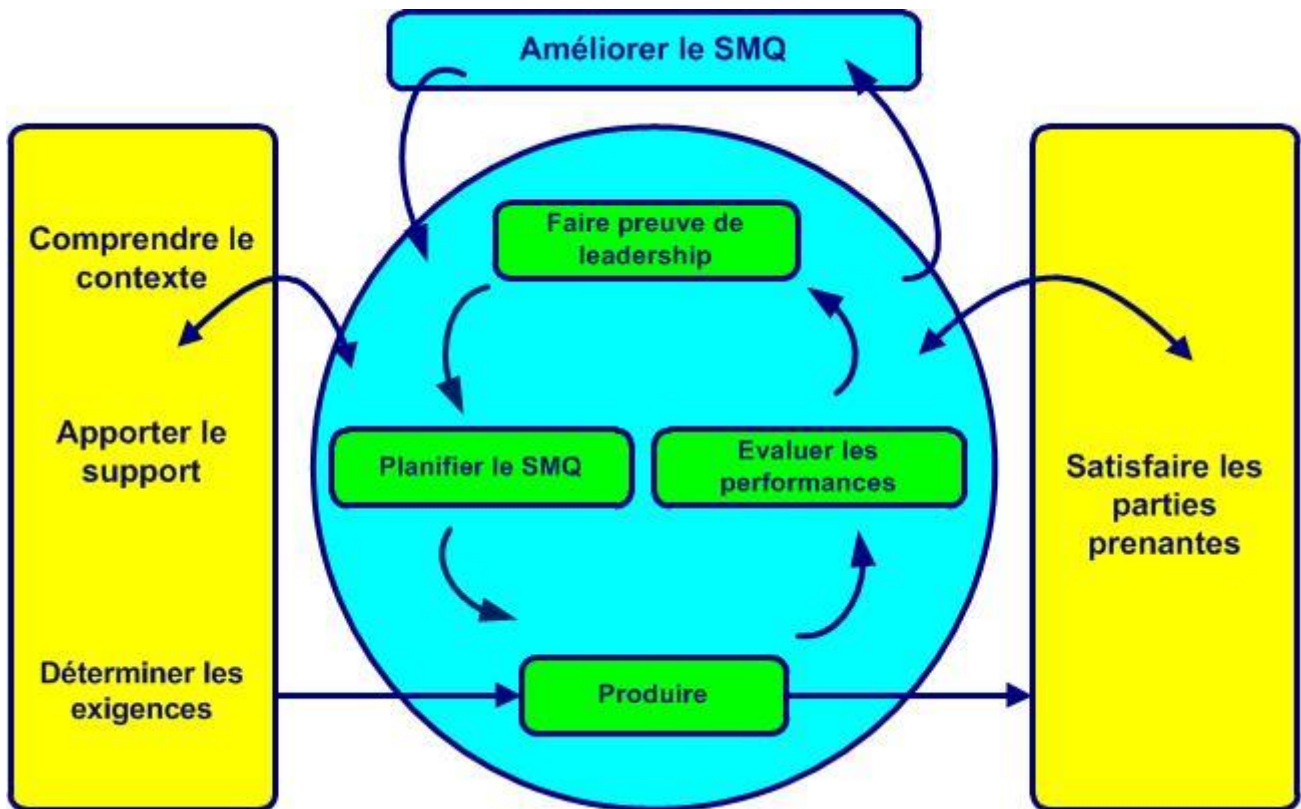 Améliorer le SMQ
Comprendre le
contexte
Apporter le
support
Déterminer les
exigences
Faire preuve de
leadership
Planifier le SMQ
Evaluer les
performances
Produire
Satisfaire les
parties
prenantes